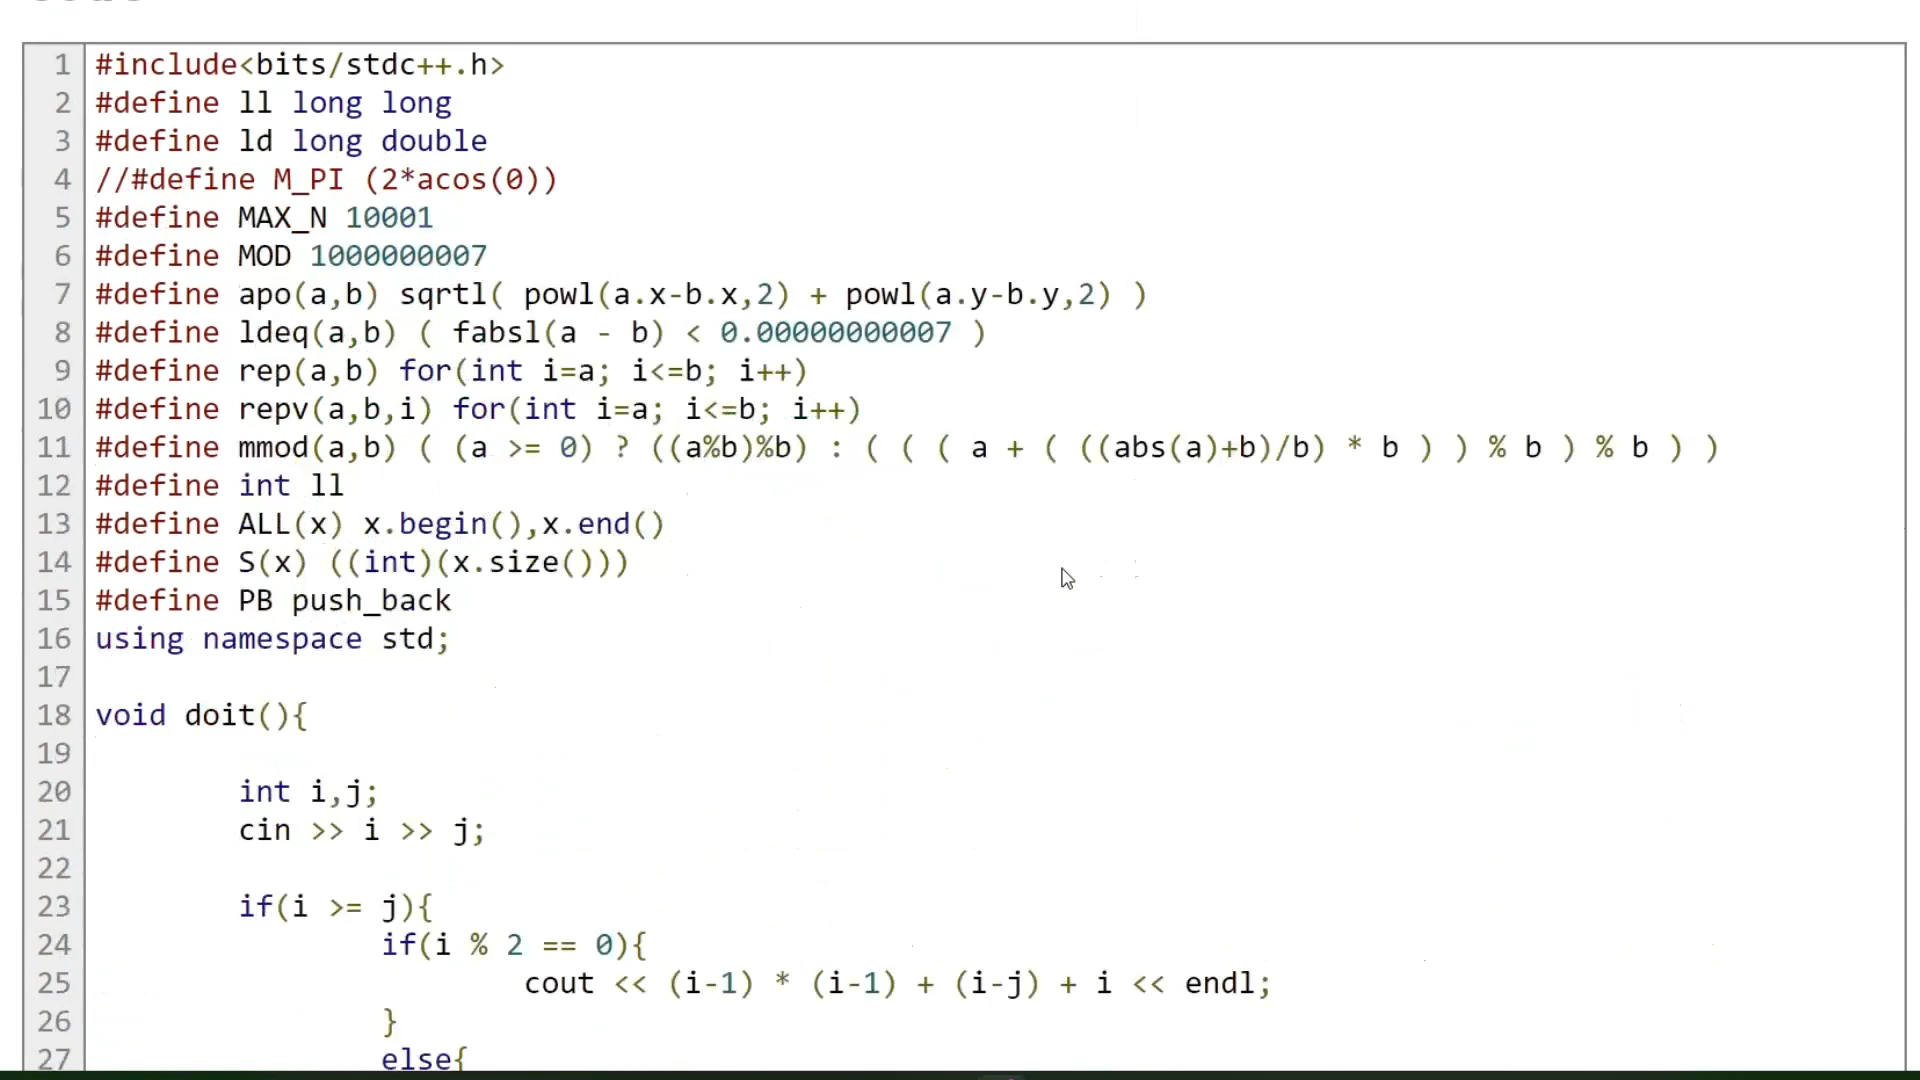 1 #include<bits/stdc++.h>
2 #define ll long long
3 #define ld long double
4 //#define M_PI (2*acos(0))
5 #define MAX_N 10001
6 #define MOD 1000000007
7 #define apo(a,b) sqrtl( powl(a.x-b.x,2) + powl(a.y-b.y,2) )
8 #define ldeq(a,b) ( fabsl(a - b) < 0.00000000007 )
9 #define rep(a,b) for(int i=a; i<=b; i++)
10 #define repv(a,b,i) for(int i=a; i<=b; i++)
11 #define mmod(a,b) ( (a >= 0) ? ((a%b)%b) : ( ( ( a + ( ((abs(a)+b)/b) * b ) ) % b ) % b ) )
12 #define int ll
13 #define ALL(x) x.begin(),x.end()
14 #define S(x) ((int)(x.size()))
15 #define PB push_back
16 using namespace std;
17
18 void doit(){
19
20 int i,j;
21 cin >> i >> j;
22
23 if(i >= j){
24 if(i % 2 == 0){
25 cout << (i-1) * (i-1) + (i-j) + i << endl;
26 }
27 else{